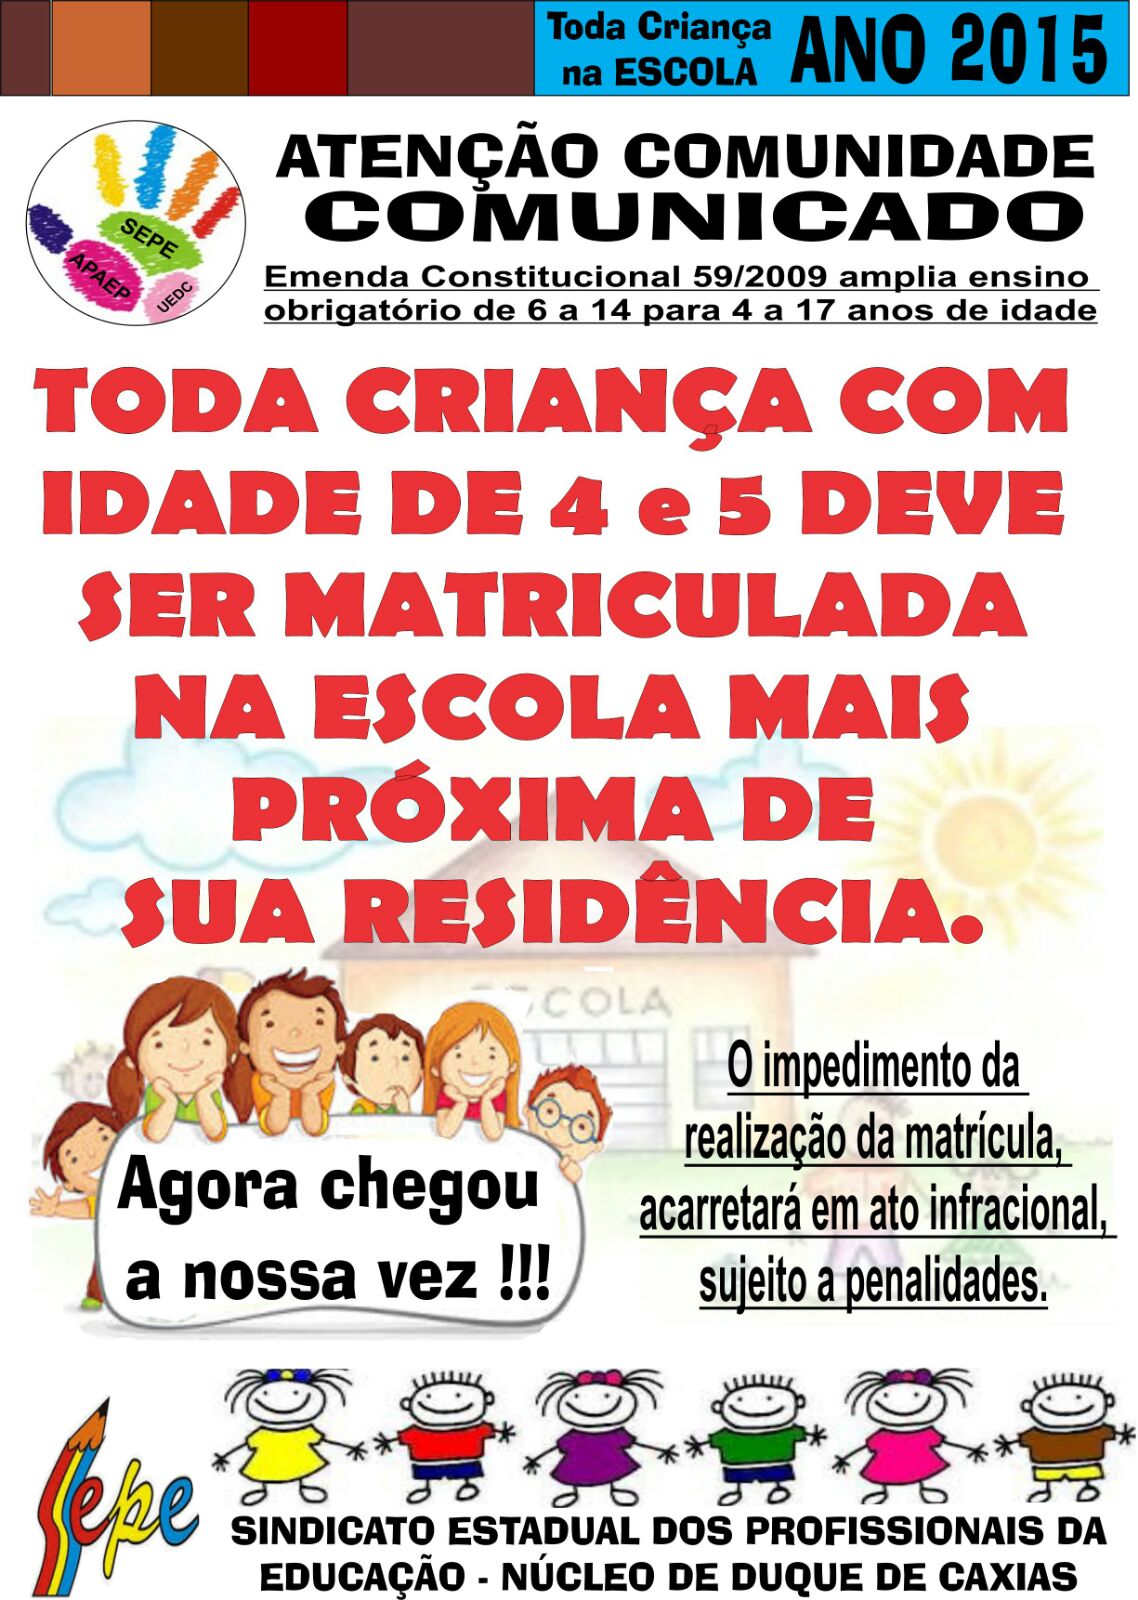 Toda Criança
na ESCOLA
ANO 2015
ATENÇÃO COMUNIDADE
COMUNICADO
Emenda Constitucional 59/2009 amplia ensino
obrigatório de 6 a 14 para 4 a 17 anos de idade
SEPE
APAEP
UEDC
TODA CRIANÇA COM
IDADE DE 4 e 5 DEVE
SER MATRICULADA
NA ESCOLA MAIS
PRÓXIMA DE
SUA RESIDÊNCIA.
ESCOLA
O impedimento da
realização da matrícula,
acarretará em ato infracional,
sujeito a penalidades.
Agora chegou
a nossa vez !!!
Sepe
SINDICATO ESTADUAL DOS PROFISSIONAIS DA
EDUCAÇÃO - NÚCLEO DE DUQUE DE CAXIAS